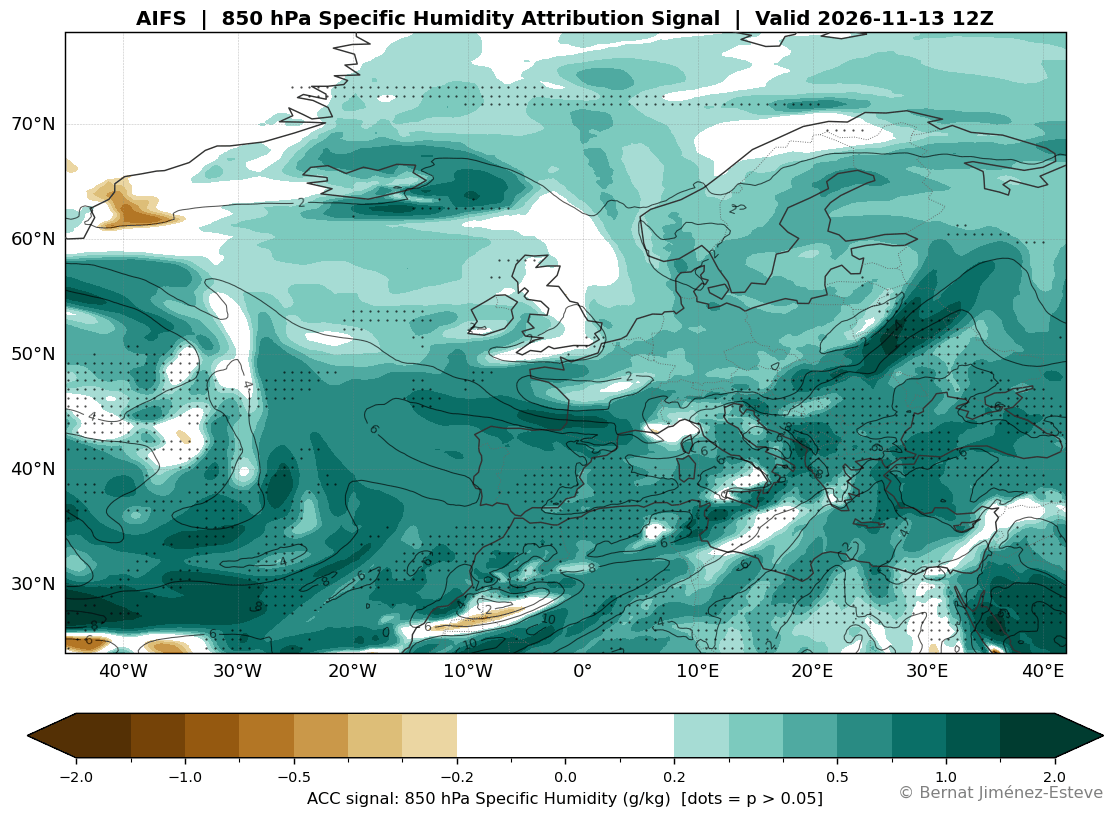 AIFS | 850 hPa Specific Humidity Attribution Signal | Valid 2026-11-13 12Z
70°N
60°N
50°N
40°N
30°N
40°W
30°W
20°W
10°W
0°
10°E
20°E
30°E
40°E
−2.0
−1.0
−0.5
−0.2
0.0
0.2
0.5
1.0
2.0
ACC signal: 850 hPa Specific Humidity (g/kg) [dots = p > 0.05]
© Bernat Jiménez-Esteve